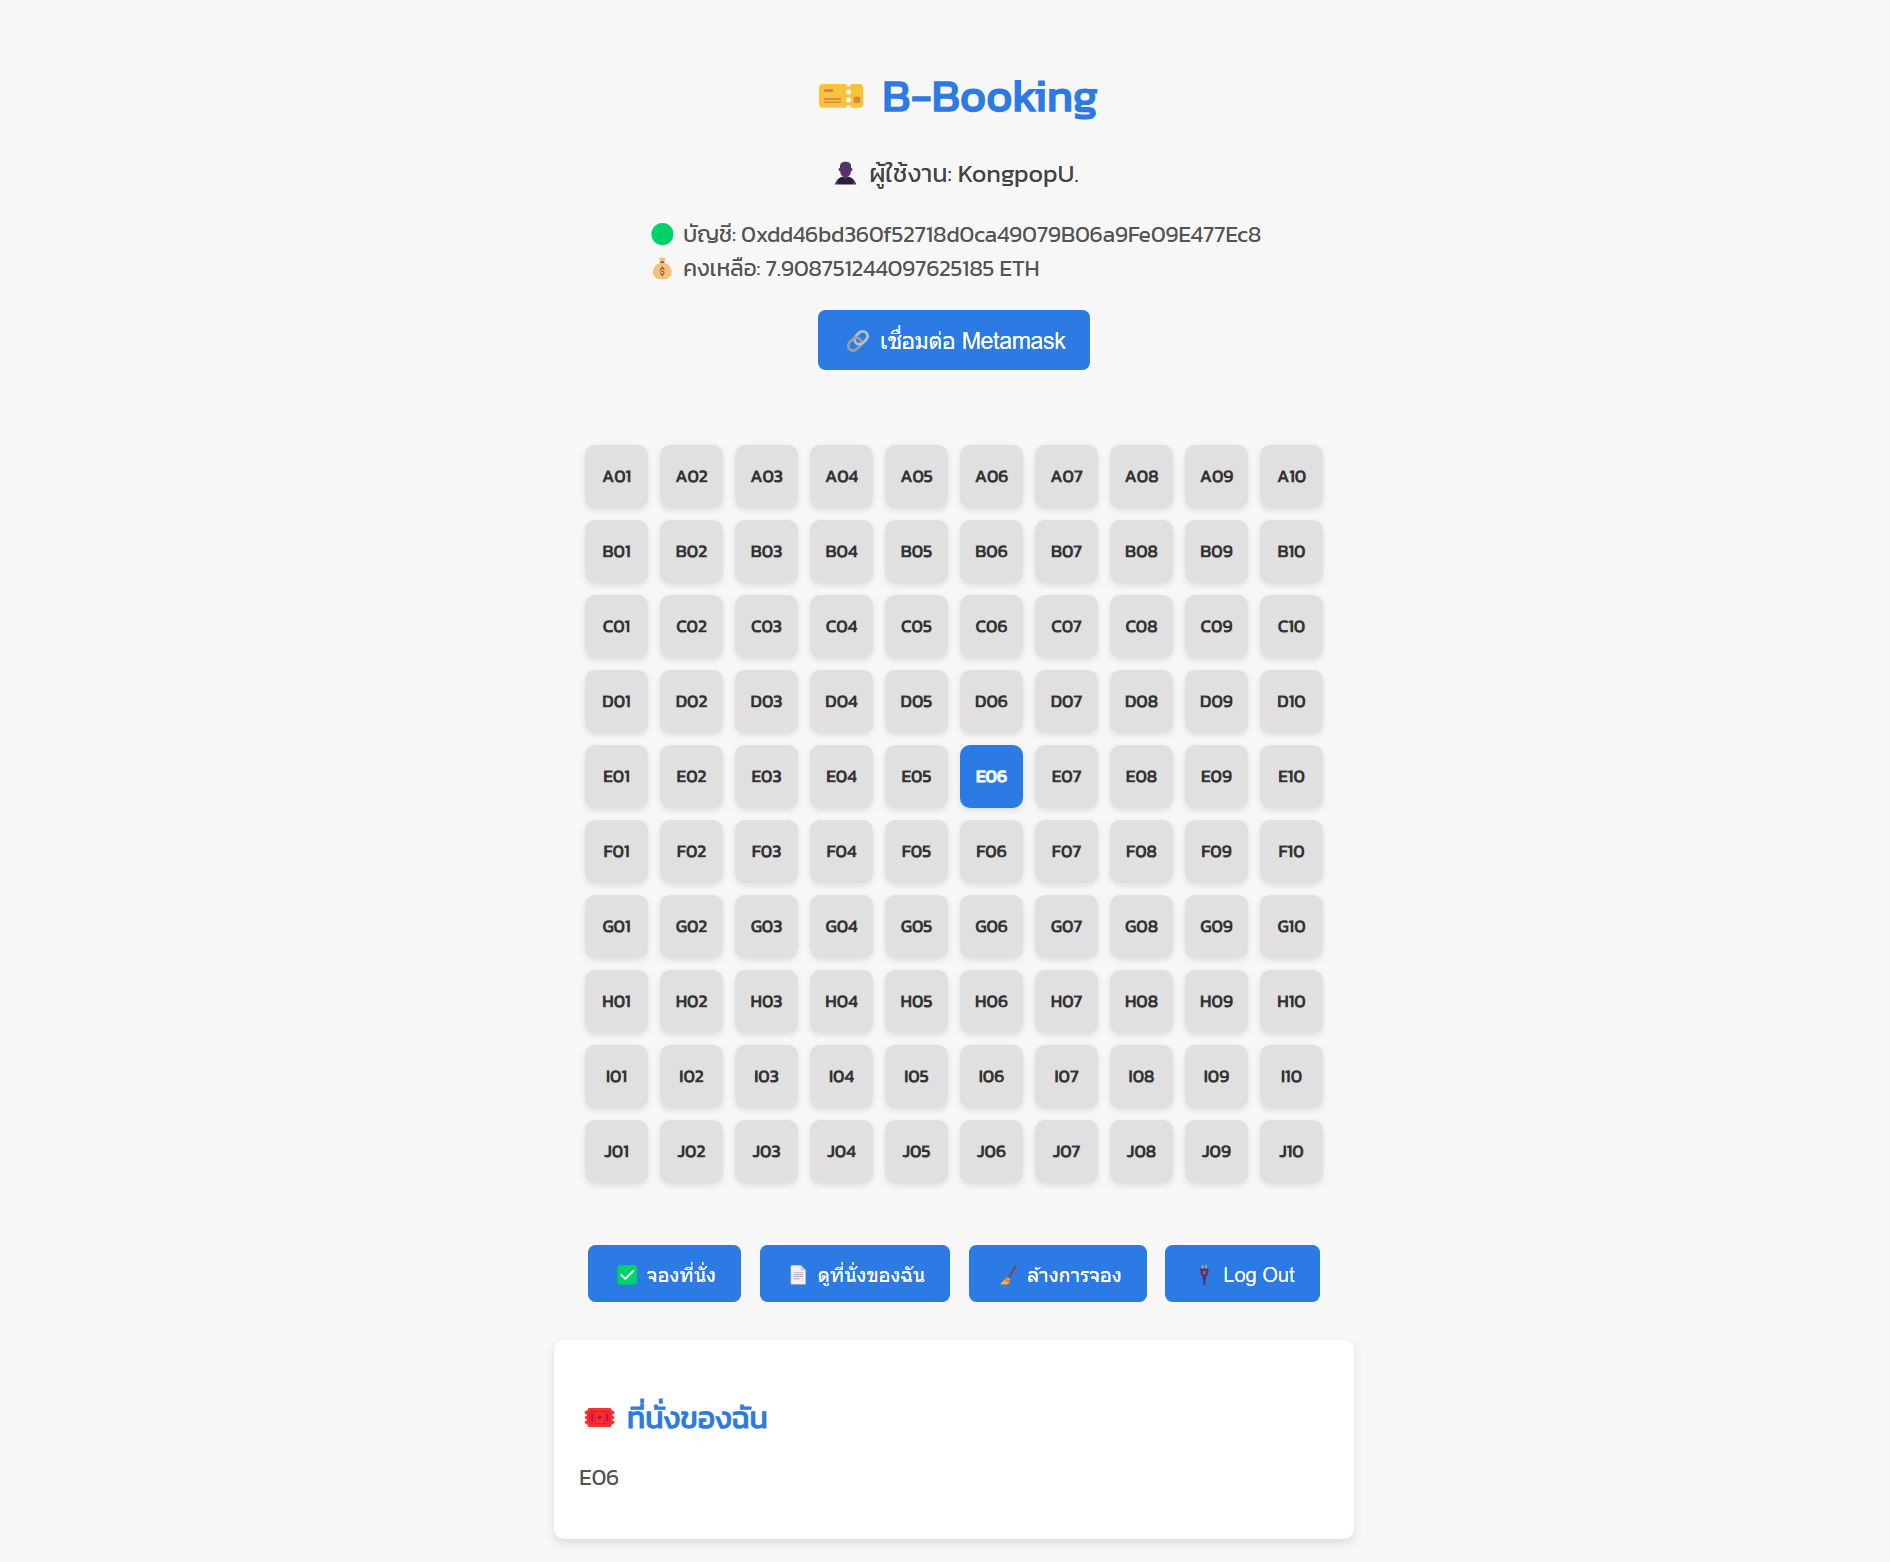 B-Booking
ผู้ใช้งาน: KongpopU.
บัญชี: 0xdd46bd360f52718d0ca49079B06a9Fe09E477Ec8
คงเหลือ: 7.908751244097625185 ETH
เชื่อมต่อ Metamask
A01 A02 A03 A04 A05 A06 A07 A08 A09 A10
B01 B02 B03 B04 B05 B06 B07 B08 B09 B10
C01 C02 C03 C04 C05 C06 C07 C08 C09 C10
D01 D02 D03 D04 D05 D06 D07 D08 D09 D10
E01 E02 E03 E04 E05 E06 E07 E08 E09 E10
F01 F02 F03 F04 F05 F06 F07 F08 F09 F10
G01 G02 G03 G04 G05 G06 G07 G08 G09 G10
H01 H02 H03 H04 H05 H06 H07 H08 H09 H10
I01 I02 I03 I04 I05 I06 I07 I08 I09 I10
J01 J02 J03 J04 J05 J06 J07 J08 J09 J10
จองที่นั่ง ดูที่นั่งของฉัน ล้างการจอง Log Out
ที่นั่งของฉัน
E06